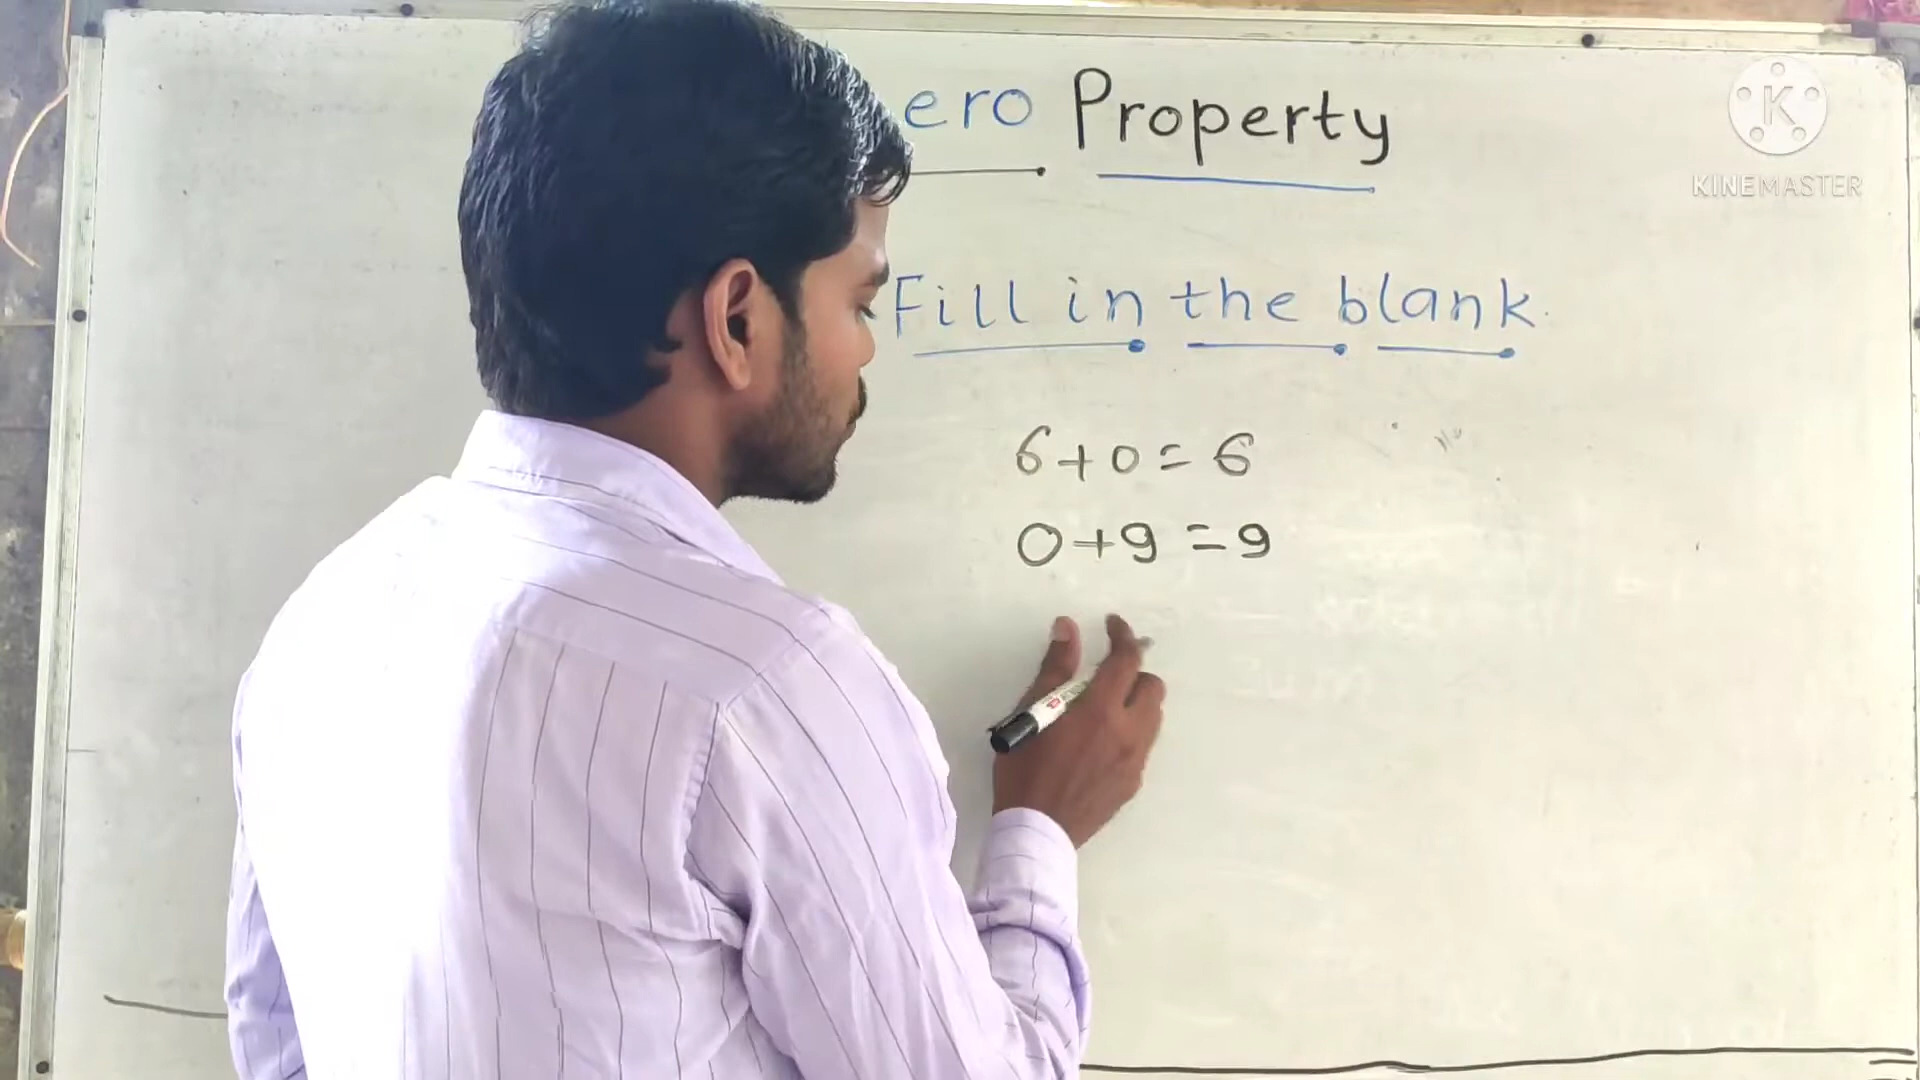 ero Property
K
KINEMASTER
Fill in the blank.
6+0=6
0+9=9